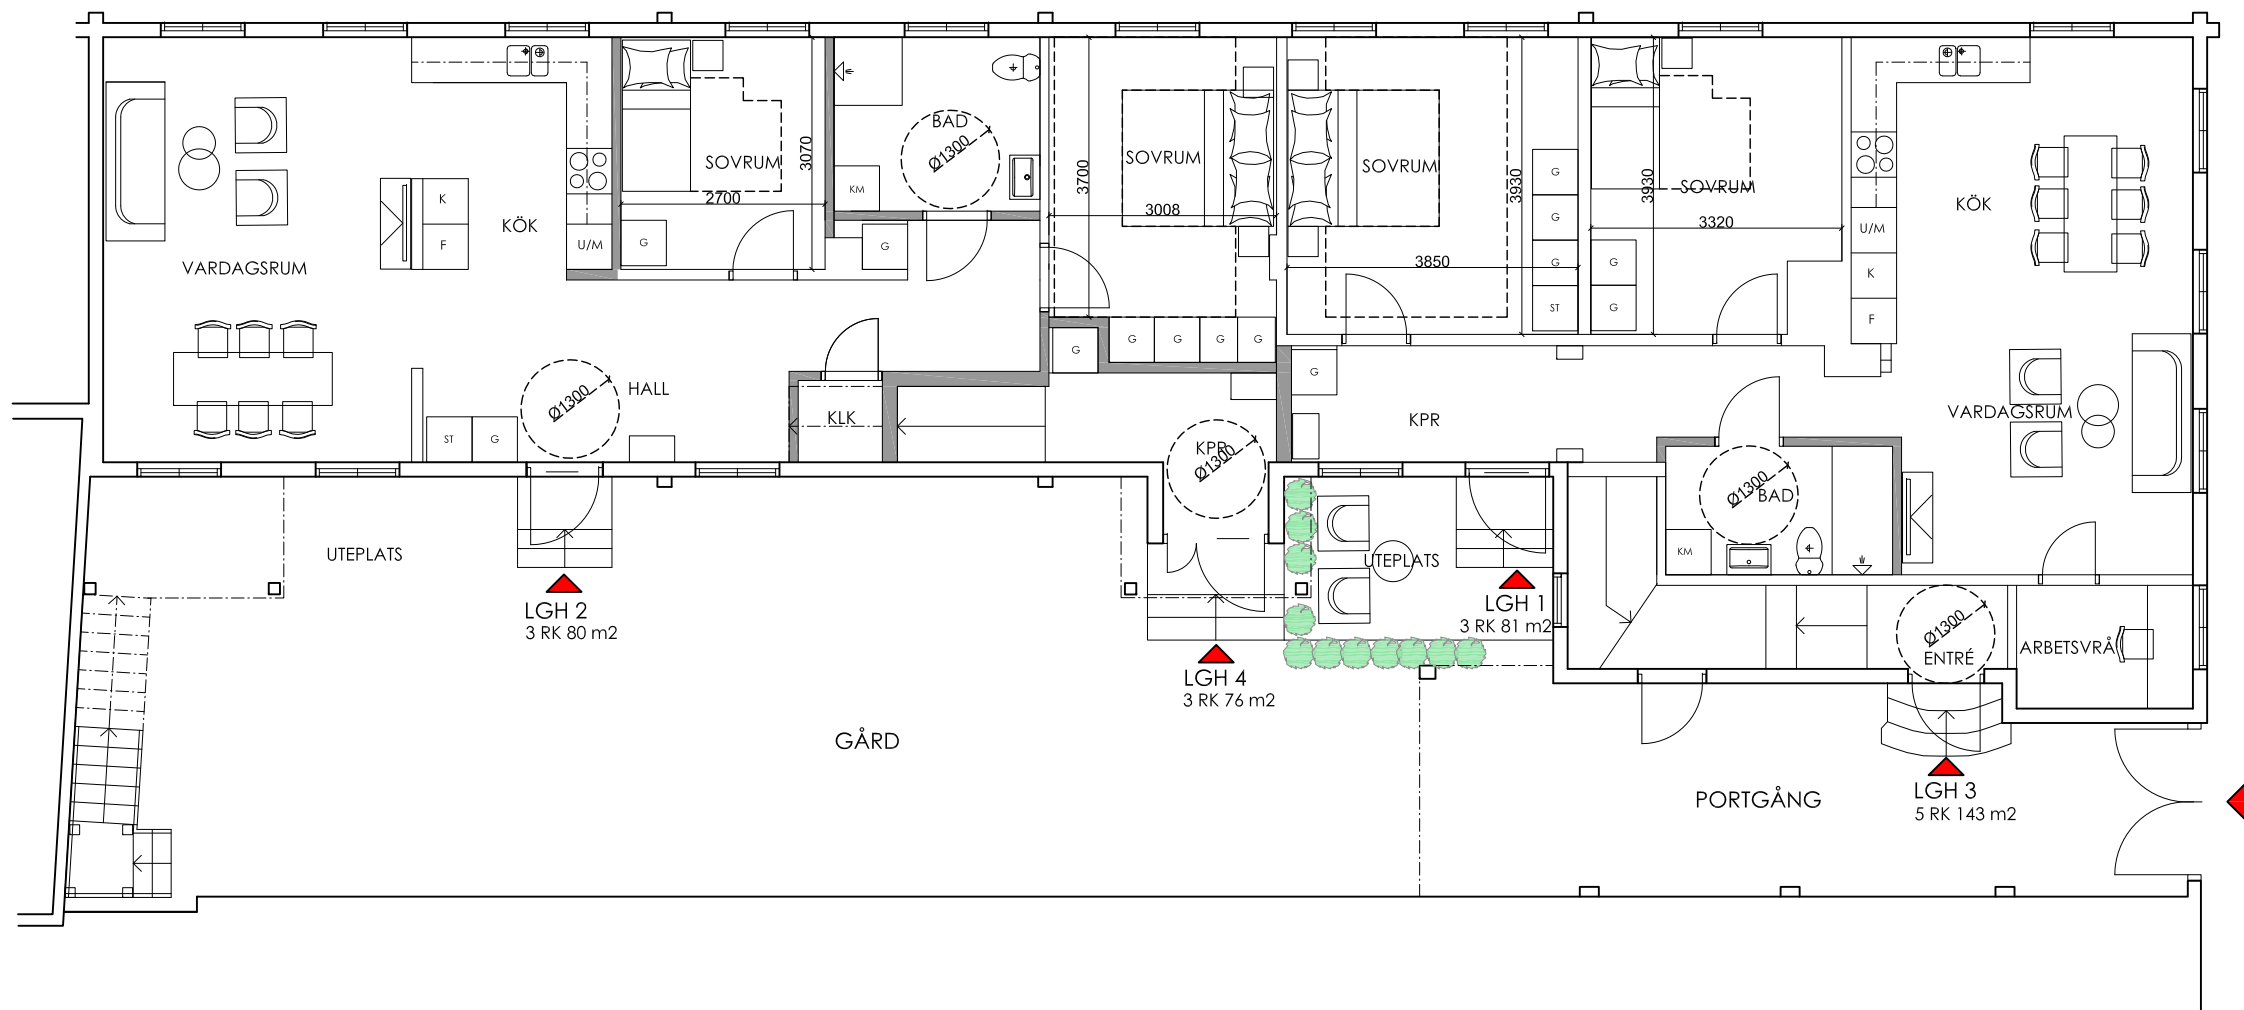 VARDAGSRUM
KÖK
K
F
U/M
SOVRUM
3070
2700
G
BAD
Ø1300
KM
G
3700
SOVRUM
3008
G
G
G
G
G
SOVRUM
3850
3930
G
G
G
ST
3930
SOVRUM
3320
G
G
KÖK
U/M
K
F
VARDAGSRUM
HALL
Ø1300
ST
G
KLK
KPR
Ø1300
G
KPR
Ø1300
BAD
KM
UTEPLATS
LGH 2
3 RK 80 m2
UTEPLATS
LGH 1
3 RK 81 m2
LGH 4
3 RK 76 m2
Ø1300
ENTRÉ
ARBETSVRÅ
GÅRD
PORTGÅNG
LGH 3
5 RK 143 m2